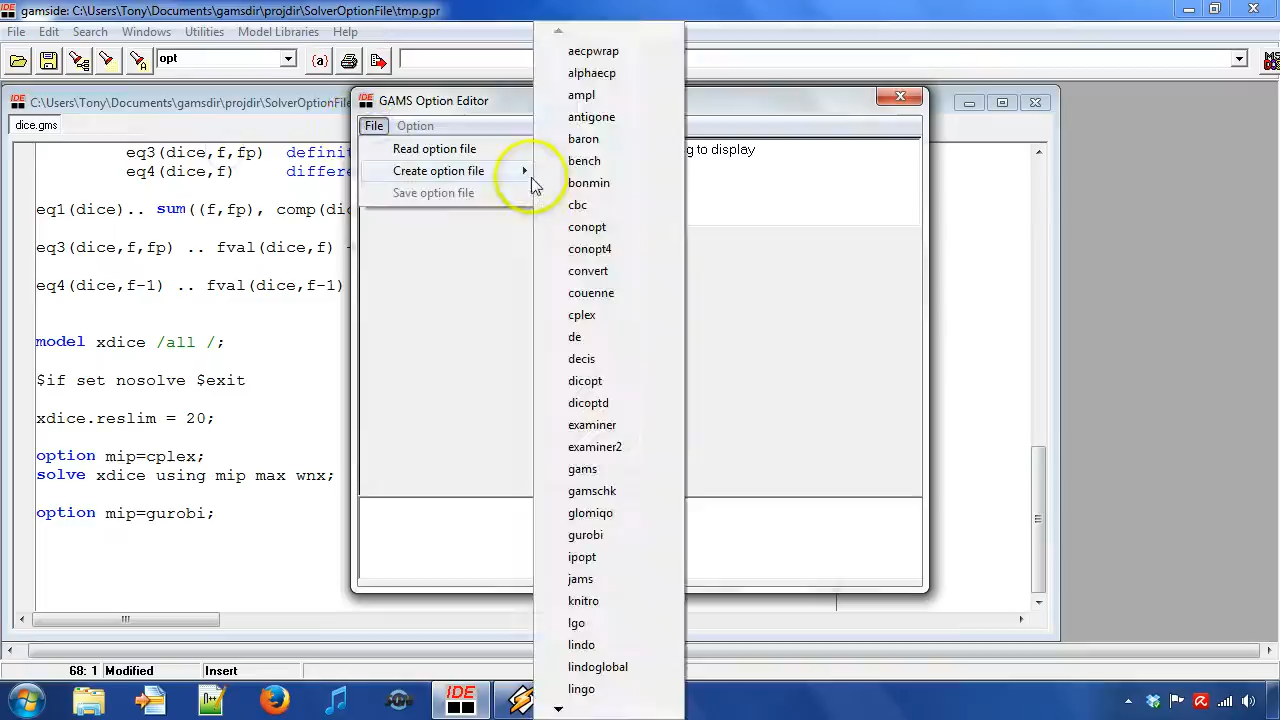 gamside: C:\Users\Tony\Documents\gamsdir\projdir\SolverOptionFile\tmp.gpr
File Edit Search Windows Utilities Model Libraries Help
opt
{a}
IDE C:\Users\Tony\Documents\gamsdir\projdir\SolverOptionFile
dice.gms
eq3(dice,f,fp)
eq4(dice,f)
eq1(dice).. sum((f,fp),
eq3(dice,f,fp) .. fval(dice,f)
eq4(dice,f-1) .. fval(dice,f-1)
model xdice /all /;
$if set nosolve $exit
xdice.reslim = 20;
option mip=cplex;
solve xdice using mip max wnx;
option mip=gurobi;
IDE GAMS Option Editor
File Option
Read option file
Create option file
Save option file
to display
aecpwrap
alphaecp
ampl
antigone
baron
bench
bonmin
cbc
conopt
conopt4
convert
couenne
cplex
de
decis
dicopt
dicoptd
examiner
examiner2
gams
gamschk
glomiqo
gurobi
ipopt
jams
knitro
lgo
lindo
lindoglobal
lingo
68: 1 Modified Insert
IDE